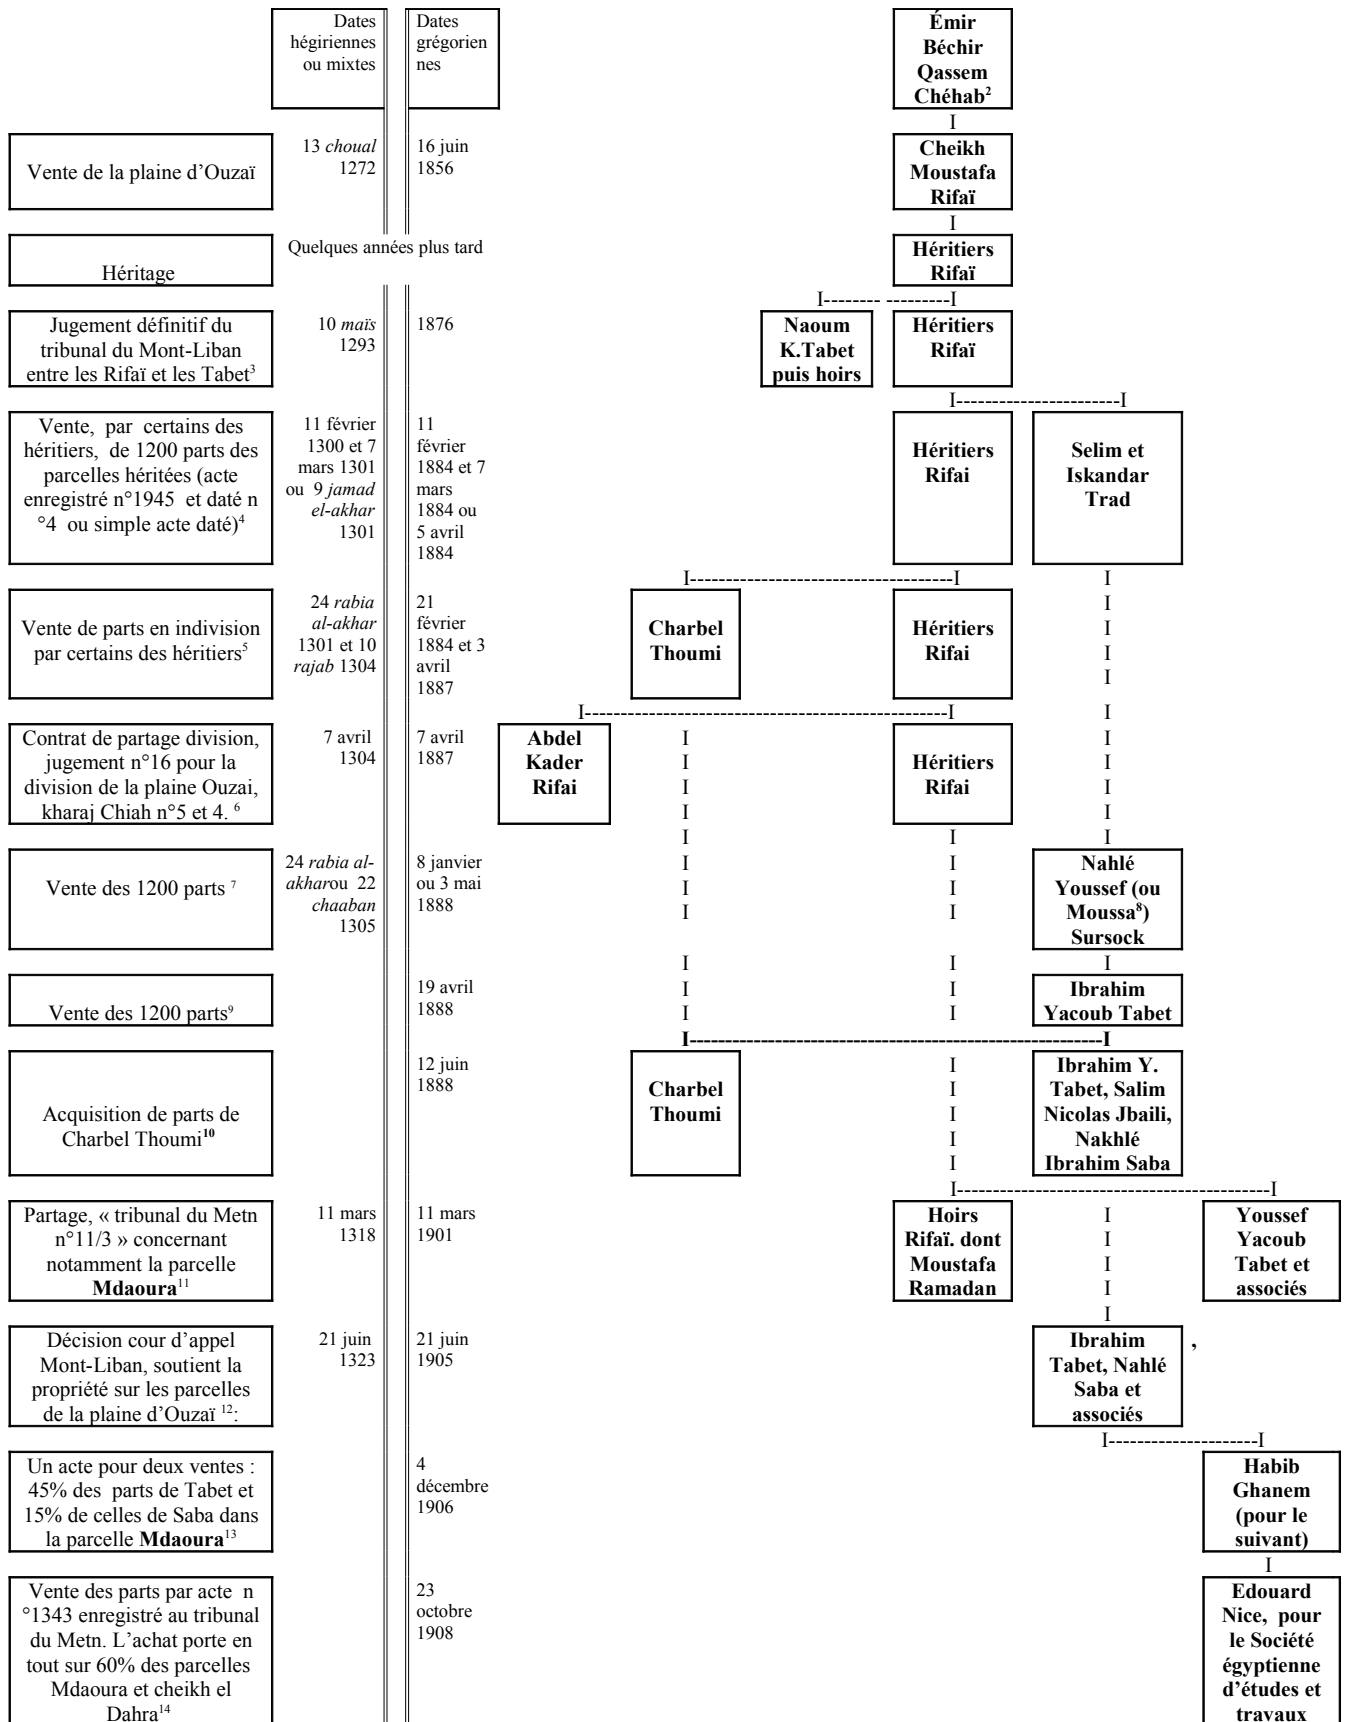 Dates
hégiriennes
ou mixtes
Dates
grégorien
nes
Émir
Béchir
Qassem
Chéhab²
I
Vente de la plaine d’Ouzaï
13 choual
1272
16 juin
1856
Cheikh
Moustafa
Rifaï
I
Héritage
Quelques années plus tard
Héritiers
Rifaï
I-------- ---------I
Jugement définitif du
tribunal du Mont-Liban
entre les Rifaï et les Tabet³
10 maïs
1293
1876
Naoum
K.Tabet
puis hoirs
Héritiers
Rifaï
I-----------------------I
Vente, par certains des
héritiers, de 1200 parts des
parcelles héritées (acte
enregistré n°1945 et daté n
°4 ou simple acte daté)⁴
11 février
1300 et 7
mars 1301
ou 9 jamad
el-akhar
1301
11
février
1884 et 7
mars
1884 ou
5 avril
1884
Héritiers
Rifai
Selim et
Iskandar
Trad
I------------------------------------I
I
Vente de parts en indivision
par certains des héritiers⁵
24 rabia
al-akhar
1301 et 10
rajab 1304
21
février
1884 et 3
avril
1887
Charbel
Thoumi
Héritiers
Rifai
I
I
I
I
I--------------------------------------------------I
I
Contrat de partage division,
jugement n°16 pour la
division de la plaine Ouzai,
kharaj Chiah n°5 et 4. ⁶
7 avril
1304
7 avril
1887
Abdel
Kader
Rifai
I
I
I
I
Héritiers
Rifai
I
I
I
I
I
I
I
Vente des 1200 parts ⁷
24 rabia al-
akharou 22
chaaban
1305
8 janvier
ou 3 mai
1888
I
I
I
I
I
I
Nahlé
Youssef (ou
Moussa⁸)
Sursock
I
I
I
Vente des 1200 parts⁹
19 avril
1888
I
I
I
I
Ibrahim
Yacoub Tabet
I---------------------------------------------------------I
Acquisition de parts de
Charbel Thoumi¹⁰
12 juin
1888
Charbel
Thoumi
I
I
I
I
I
Ibrahim Y.
Tabet, Salim
Nicolas Jbaili,
Nakhlé
Ibrahim Saba
I-------------------------------------------I
Partage, « tribunal du Metn
n°11/3 » concernant
notamment la parcelle
Mdaoura¹¹
11 mars
1318
11 mars
1901
Hoirs
Rifaï. dont
Moustafa
Ramadan
I
I
I
I
Youssef
Yacoub
Tabet et
associés
I
Décision cour d’appel
Mont-Liban, soutient la
propriété sur les parcelles
de la plaine d’Ouzaï ¹²:
21 juin
1323
21 juin
1905
Ibrahim
Tabet, Nahlé
Saba et
associés
,
I---------------------I
Un acte pour deux ventes :
45% des parts de Tabet et
15% de celles de Saba dans
la parcelle Mdaoura¹³
4
décembre
1906
Habib
Ghanem
(pour le
suivant)
I
Vente des parts par acte n
°1343 enregistré au tribunal
du Metn. L’achat porte en
tout sur 60% des parcelles
Mdaoura et cheikh el
Dahra¹⁴
23
octobre
1908
Edouard
Nice, pour
le Société
égyptienne
d’études et
travaux